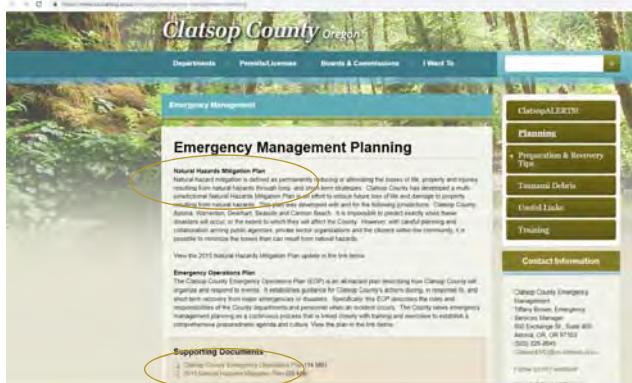 Clatsop County Oregon
Departments Permits/Licenses Boards & Commissions I Want To
Emergency Management
ClatsopALERTS!
Planning
Preparation & Recovery
Tips
Tsunami Debris
Useful Links
Training
Contact Information
Clatsop County Emergency
Management
Tiffany Brown, Emergency
Services Manager
800 Exchange St., Suite 400
Astoria, OR, OR 97103
(503) 325-8645
Emergency Management Planning
Natural Hazards Mitigation Plan
Natural hazard mitigation is defined as permanently reducing or alleviating the losses of life, property and injuries
resulting from natural hazards through long- and short-term strategies. Clatsop County has developed a multi-
jurisdictional Natural Hazards Mitigation Plan in an effort to reduce future loss of life and damage to property
resulting from natural hazards. This plan was developed with and for the following jurisdictions: Clatsop County,
Astoria, Warrenton, Gearhart, Seaside and Cannon Beach. It is impossible to predict exactly when these
disasters will occur, or the extent to which they will affect the County. However, with careful planning and
collaboration among public agencies, private sector organizations and the citizens within the community, it is
possible to minimize the losses that can result from natural hazards.
View the 2015 Natural Hazards Mitigation Plan update in the link below.
Emergency Operations Plan
The Clatsop County Emergency Operations Plan (EOP) is an all-hazard plan describing how Clatsop County will
organize and respond to events. It establishes guidance for Clatsop County's actions during, in response to, and
short-term recovery from major emergencies or disasters. Specifically, this EOP describes the roles and
responsibilities of the County departments and personnel when an incident occurs. The County views emergency
management planning as a continuous process that is linked closely with training and exercises to establish a
comprehensive preparedness agenda and culture. View the plan in the link below.
Supporting Documents
Clatsop County Emergency Operations Plan
2015 Natural Hazards Mitigation Plan